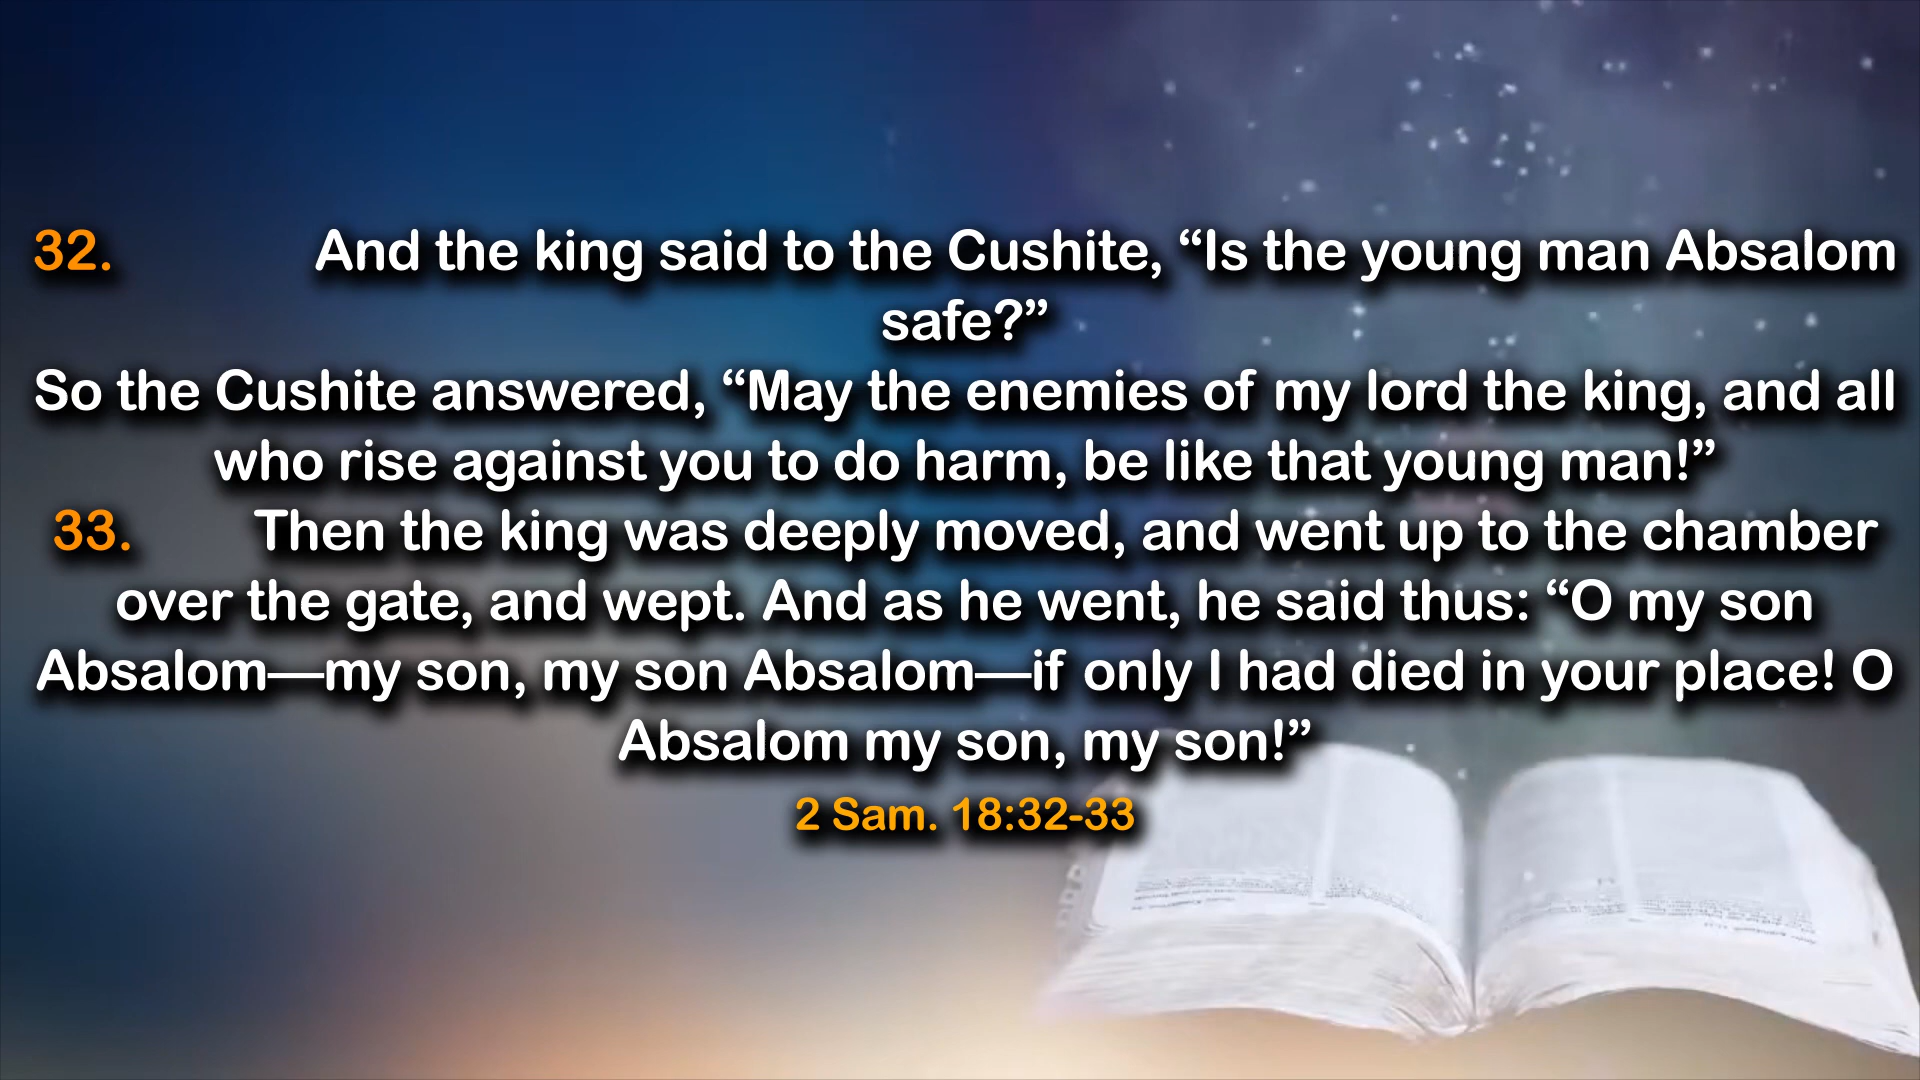 32. And the king said to the Cushite, “Is the young man Absalom
safe?”
So the Cushite answered, “May the enemies of my lord the king, and all
who rise against you to do harm, be like that young man!”
33. Then the king was deeply moved, and went up to the chamber
over the gate, and wept. And as he went, he said thus: “O my son
Absalom—my son, my son Absalom—if only I had died in your place! O
Absalom my son, my son!”
2 Sam. 18:32-33